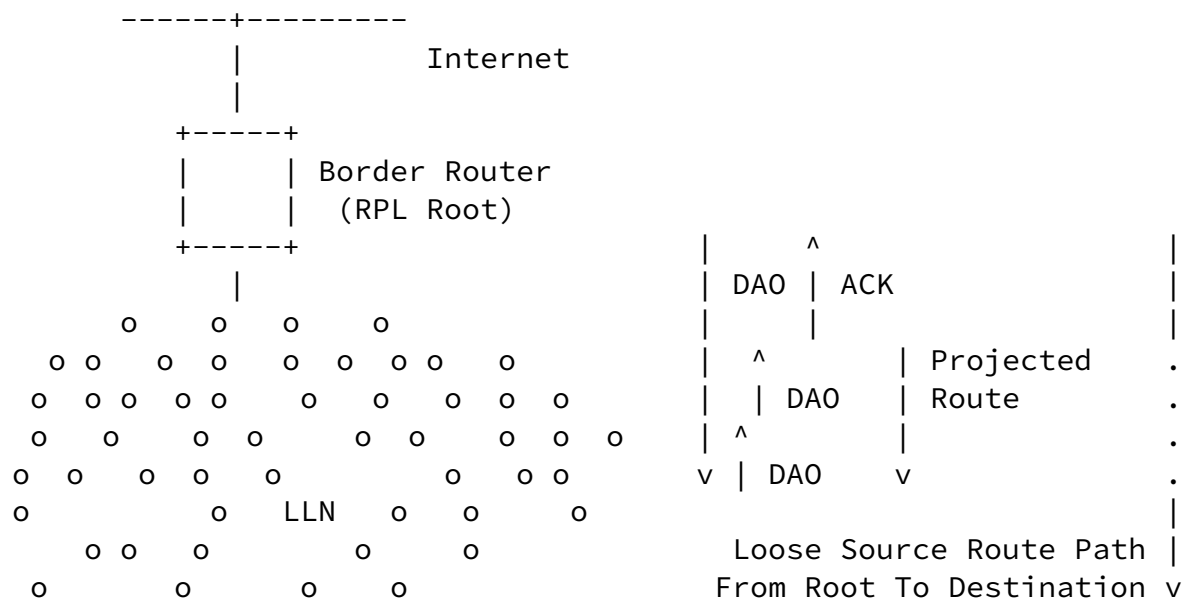 Internet
Border Router
(RPL Root)
DAO ACK
Projected
DAO Route
DAO
LLN
Loose Source Route Path
From Root To Destination